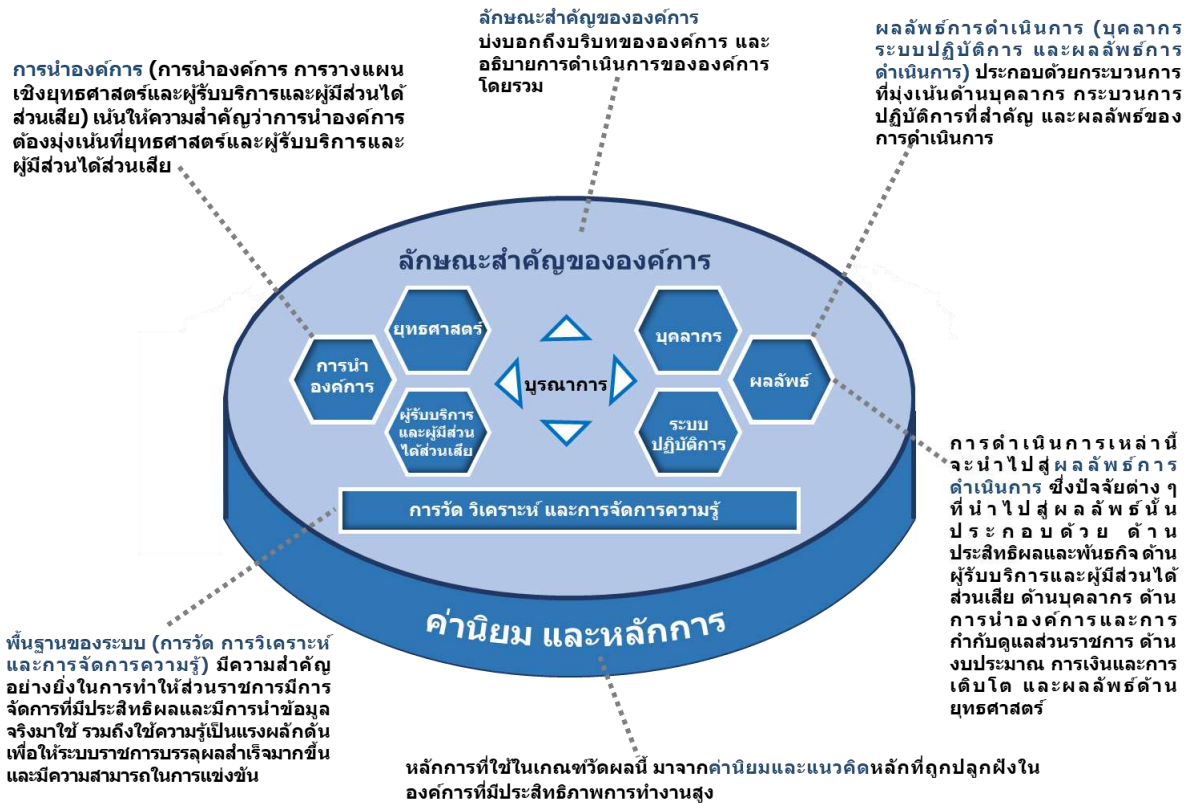 ลักษณะสำคัญขององค์การ
บ่งบอกถึงบริบทขององค์การ และ
อธิบายการดำเนินการขององค์การ
โดยรวม
ผลลัพธ์การดำเนินการ (บุคลากร
ระบบปฏิบัติการ และผลลัพธ์การ
ดำเนินการ) ประกอบด้วยกระบวนการ
ที่มุ่งเน้นด้านบุคลากร กระบวนการ
ปฏิบัติการที่สำคัญ และผลลัพธ์ของ
การดำเนินการ
การนำองค์การ (การนำองค์การ การวางแผน
เชิงยุทธศาสตร์และผู้รับบริการและผู้มีส่วนได้
ส่วนเสีย) เน้นให้ความสำคัญว่าการนำองค์การ
ต้องมุ่งเน้นที่ยุทธศาสตร์และผู้รับบริการและ
ผู้มีส่วนได้ส่วนเสีย
ลักษณะสำคัญขององค์การ
ยุทธศาสตร์
บุคลากร
การนำ
องค์การ
บูรณาการ
ผลลัพธ์
ผู้รับบริการ
และผู้มีส่วน
ได้ส่วนเสีย
ระบบ
ปฏิบัติการ
การวัด วิเคราะห์ และการจัดการความรู้
ค่านิยม และหลักการ
การดำเนินการเหล่านี้
จะนำไปสู่ผลลัพธ์การ
ดำเนินการ ซึ่งปัจจัยต่าง ๆ
ที่นำไปสู่ผลลัพธ์นั้น
ประกอบด้วย ด้าน
ประสิทธิผลและพันธกิจ ด้าน
ผู้รับบริการและผู้มีส่วนได้
ส่วนเสีย ด้านบุคลากร ด้าน
การนำองค์การและการ
กำกับดูแลส่วนราชการ ด้าน
งบประมาณ การเงินและการ
เติบโต และผลลัพธ์ด้าน
ยุทธศาสตร์
พื้นฐานของระบบ (การวัด การวิเคราะห์
และการจัดการความรู้) มีความสำคัญ
อย่างยิ่งในการทำให้ส่วนราชการมีการ
จัดการที่มีประสิทธิผลและมีการนำข้อมูล
จริงมาใช้ รวมถึงใช้ความรู้เป็นแรงผลักดัน
เพื่อให้ระบบราชการบรรลุผลสำเร็จมากขึ้น
และมีความสามารถในการแข่งขัน
หลักการที่ใช้ในเกณฑ์วัดผลนี้ มาจากค่านิยมและแนวคิดหลักที่ถูกปลูกฝังใน
องค์การที่มีประสิทธิภาพการทำงานสูง